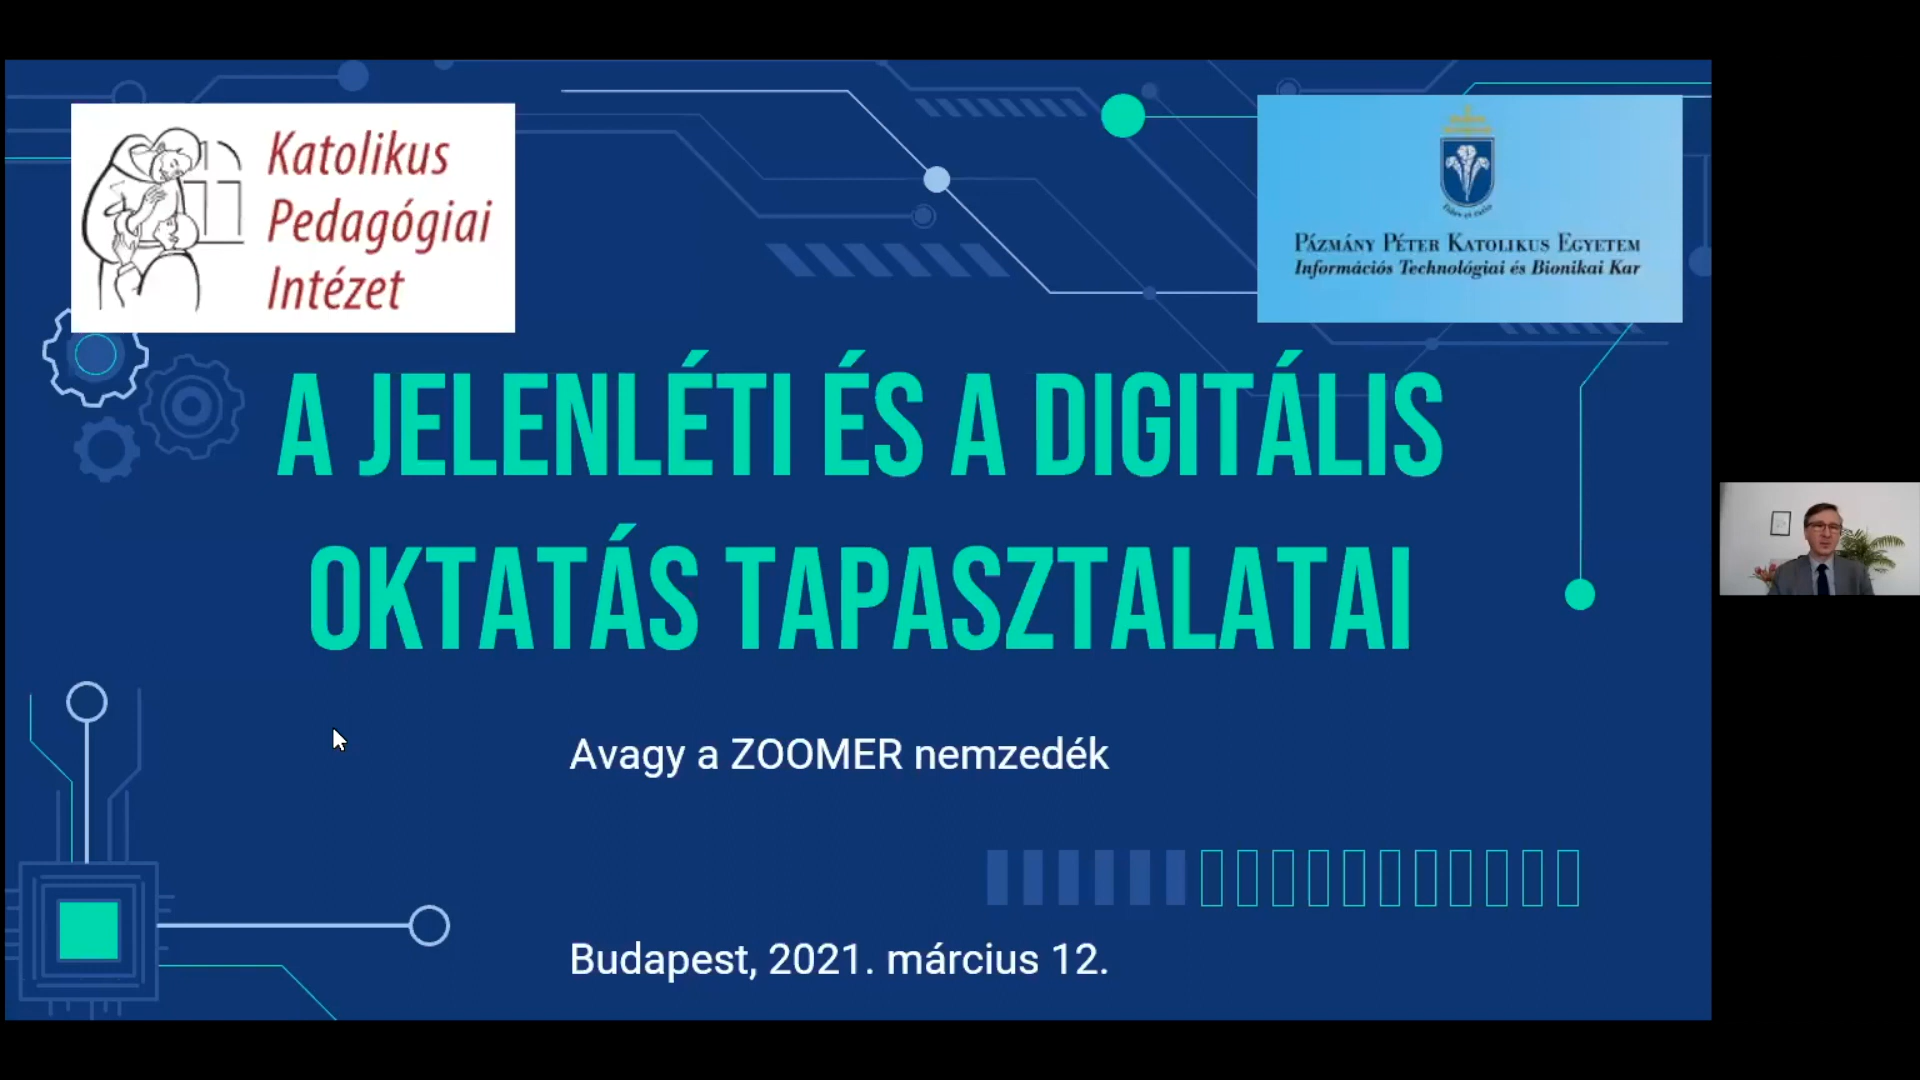 Katolikus
Pedagógiai
Intézet
PÁZMÁNY PÉTER KATOLIKUS EGYETEM
Információs Technológiai és Bionikai Kar
A JELENLÉTI ÉS A DIGITÁLIS
OKTATÁS TAPASZTALATAI
Avagy a ZOOMER nemzedék
Budapest, 2021. március 12.